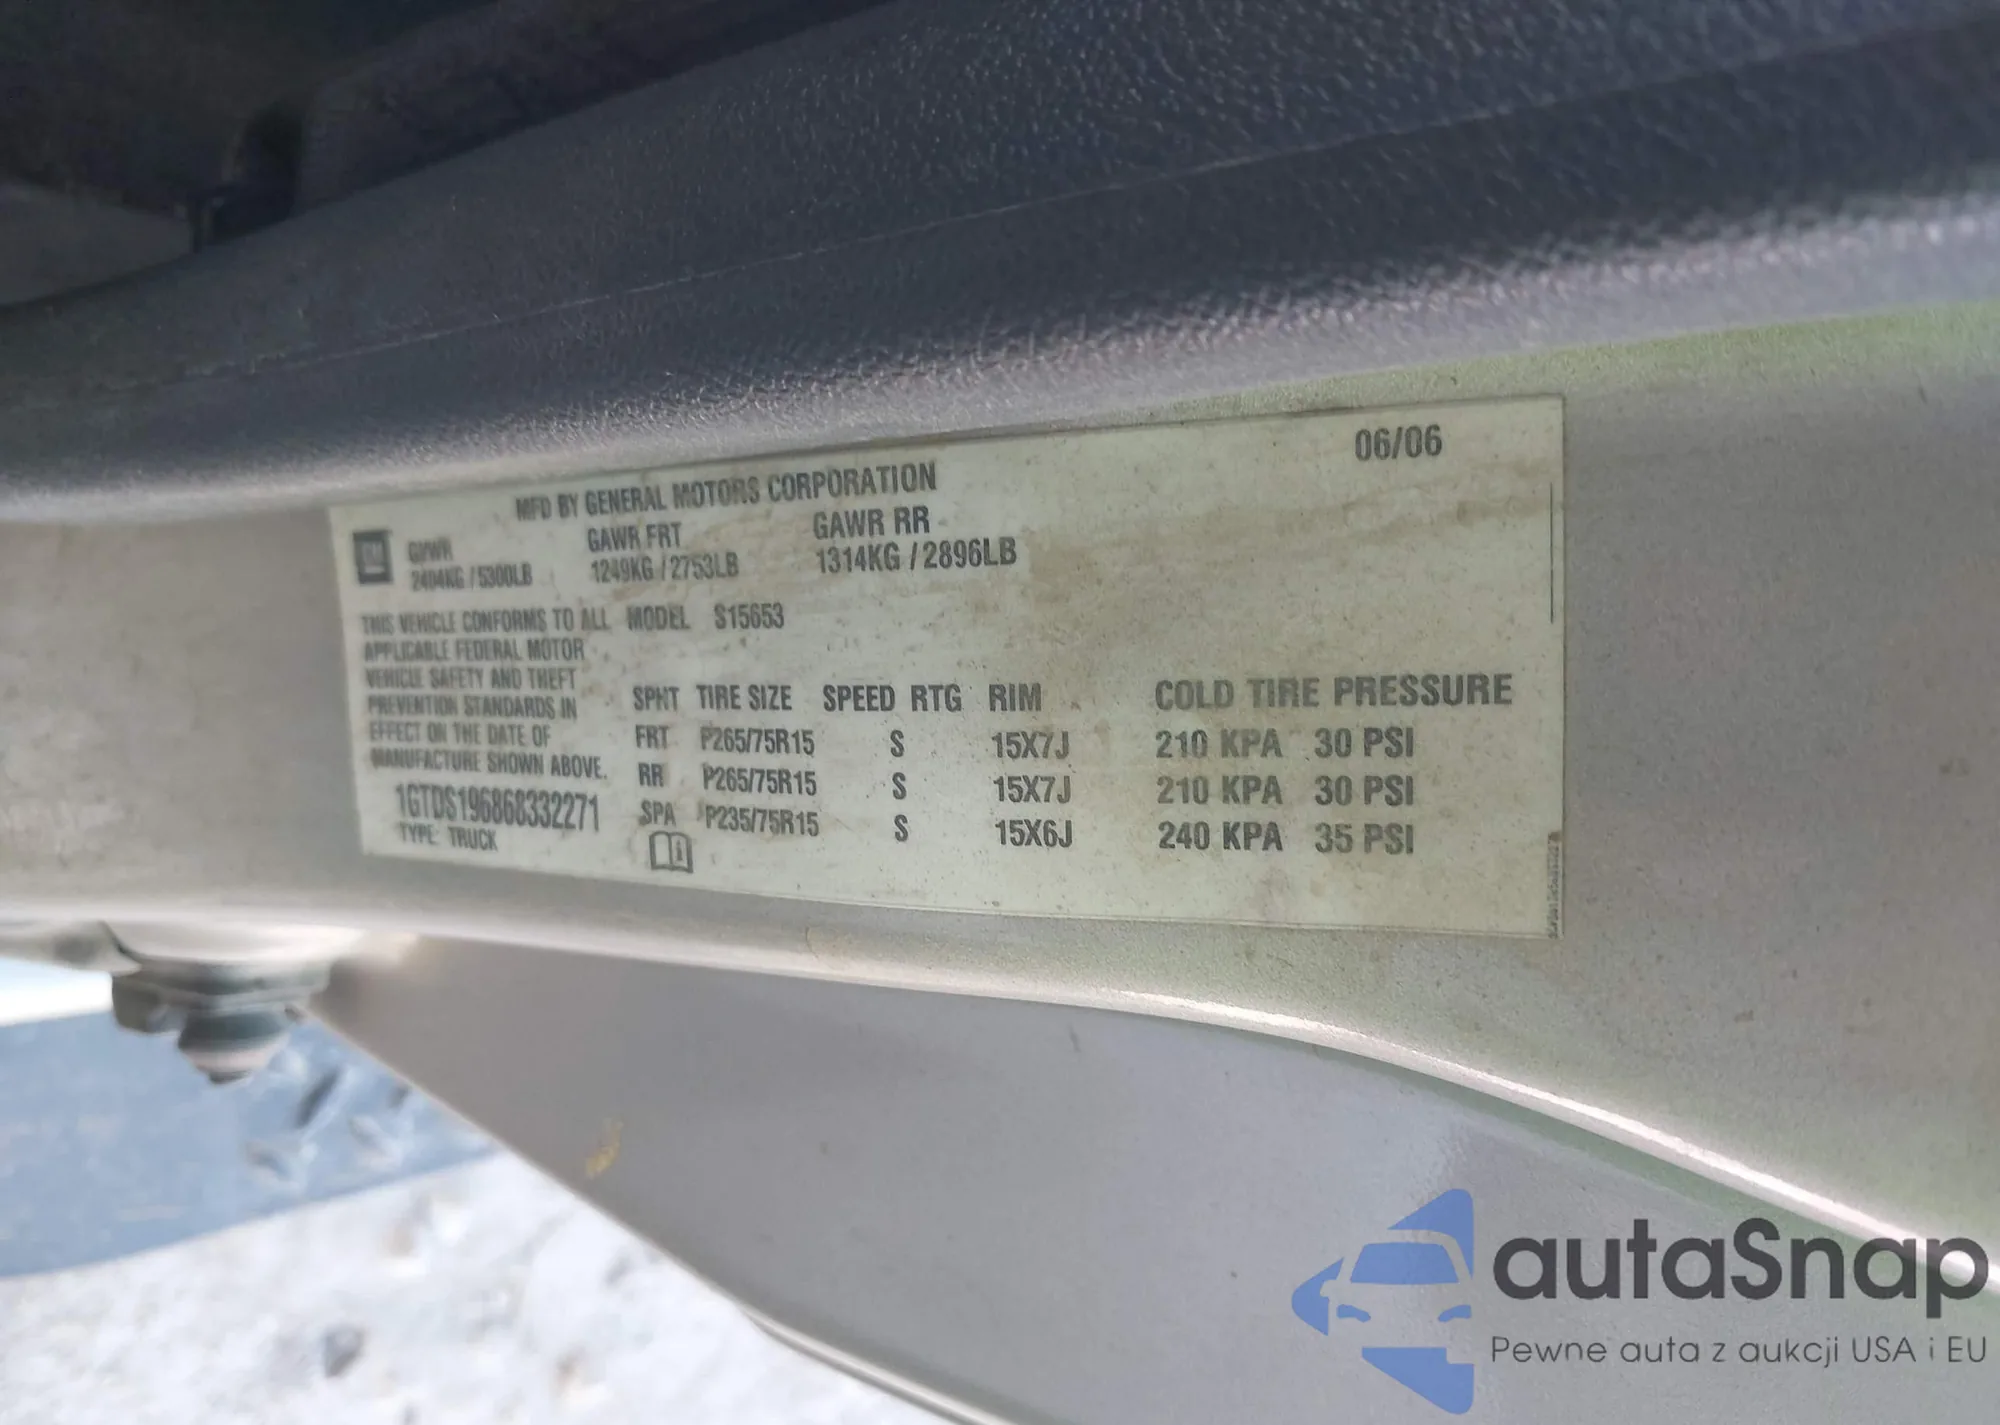 06/06
MFD BY GENERAL MOTORS CORPORATION
GM
GVWR GAWR FRT GAWR RR
2404KG / 5300LB 1249KG / 2753LB 1314KG / 2896LB
THIS VEHICLE CONFORMS TO ALL MODEL S15653
APPLICABLE FEDERAL MOTOR
VEHICLE SAFETY AND THEFT
PREVENTION STANDARDS IN
EFFECT ON THE DATE OF
MANUFACTURE SHOWN ABOVE.
1GTDS196868332271
TYPE: TRUCK
SPNT TIRE SIZE SPEED RTG RIM COLD TIRE PRESSURE
FRT P265/75R15 S 15X7J 210 KPA 30 PSI
RR P265/75R15 S 15X7J 210 KPA 30 PSI
SPA P235/75R15 S 15X6J 240 KPA 35 PSI
autaSnap
Pewne auta z aukcji USA i EU